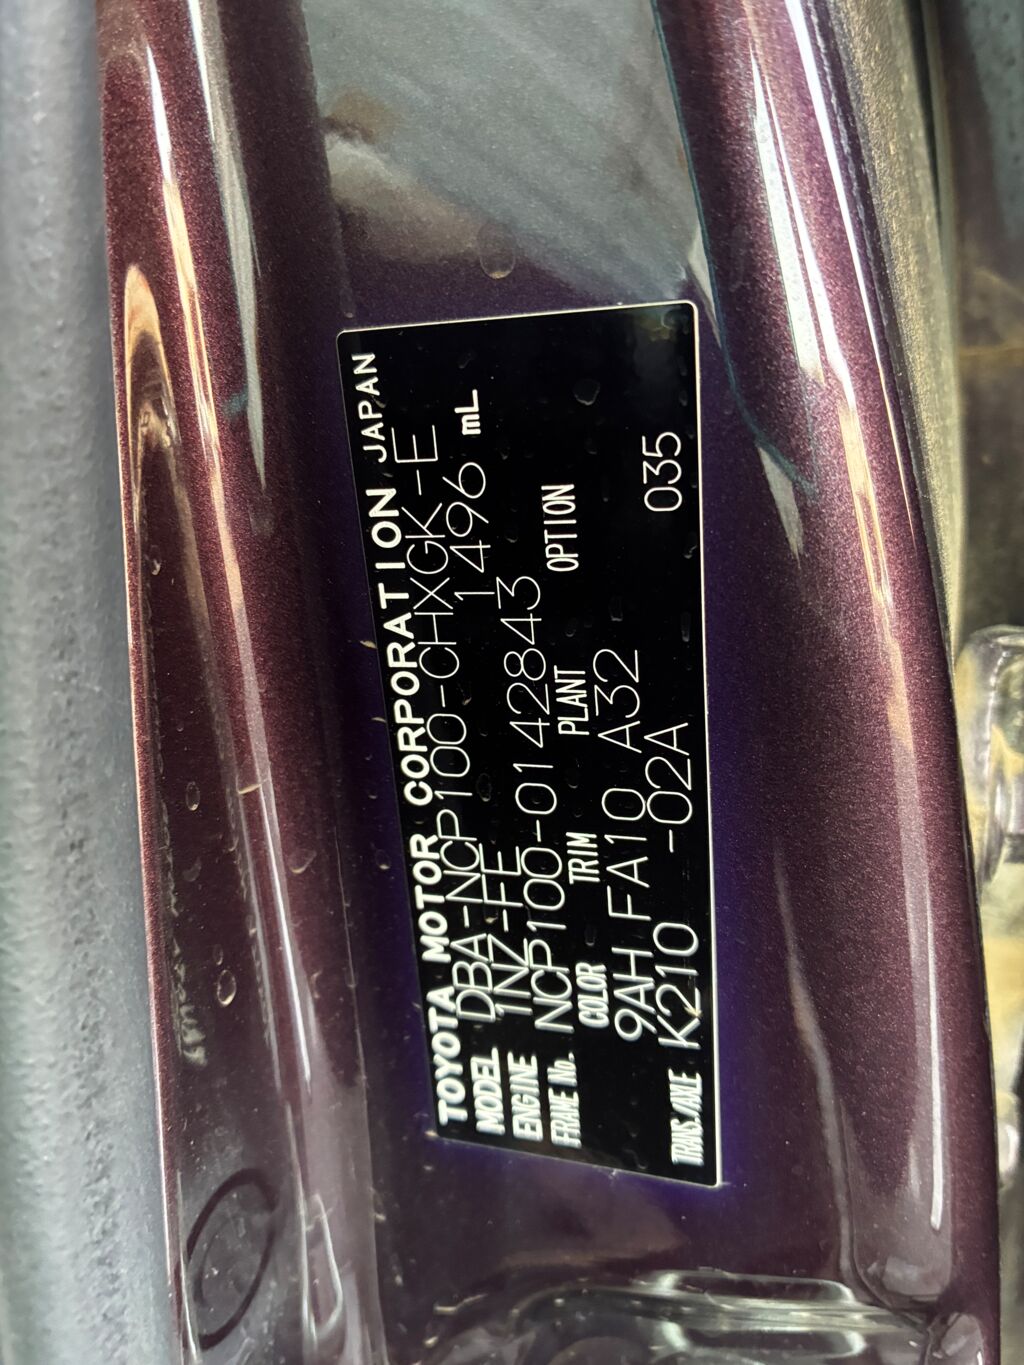 TOYOTA MOTOR CORPORATION JAPAN
MODEL DBA-NCP100-CHXGK-E
ENGINE 1NZ-FE 1496 mL
FRAME No. NCP100-0142843
COLOR TRIM PLANT OPTION
9AH FA10 A32
TRANS/AXLE K210 -02A 035